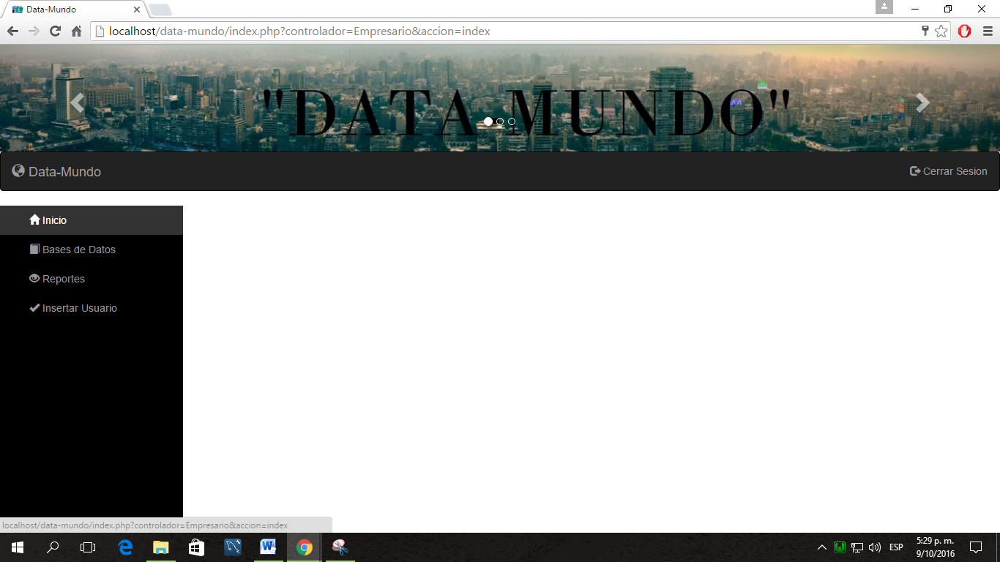 Data-Mundo
localhost/data-mundo/index.php?controlador=Empresario&accion=index
"DATA MUNDO"
Data-Mundo
Cerrar Sesion
Inicio
Bases de Datos
Reportes
Insertar Usuario
localhost/data-mundo/index.php?controlador=Empresario&accion=index
ESP
5:29 p. m.
9/10/2016